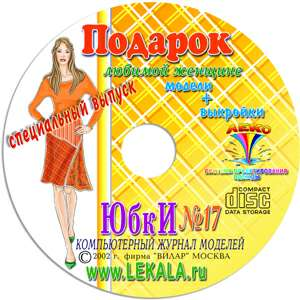 Подарок
любимой женщине
модели
+
выкройки
специальный выпуск
ЛЕКО
COMPACT
disc
DATA STORAGE
ЮбкИ №17
КОМПЬЮТЕРНЫЙ ЖУРНАЛ МОДЕЛЕЙ
© 2002 г. фирма "ВИЛАР" МОСКВА
www.LEKALA.ru